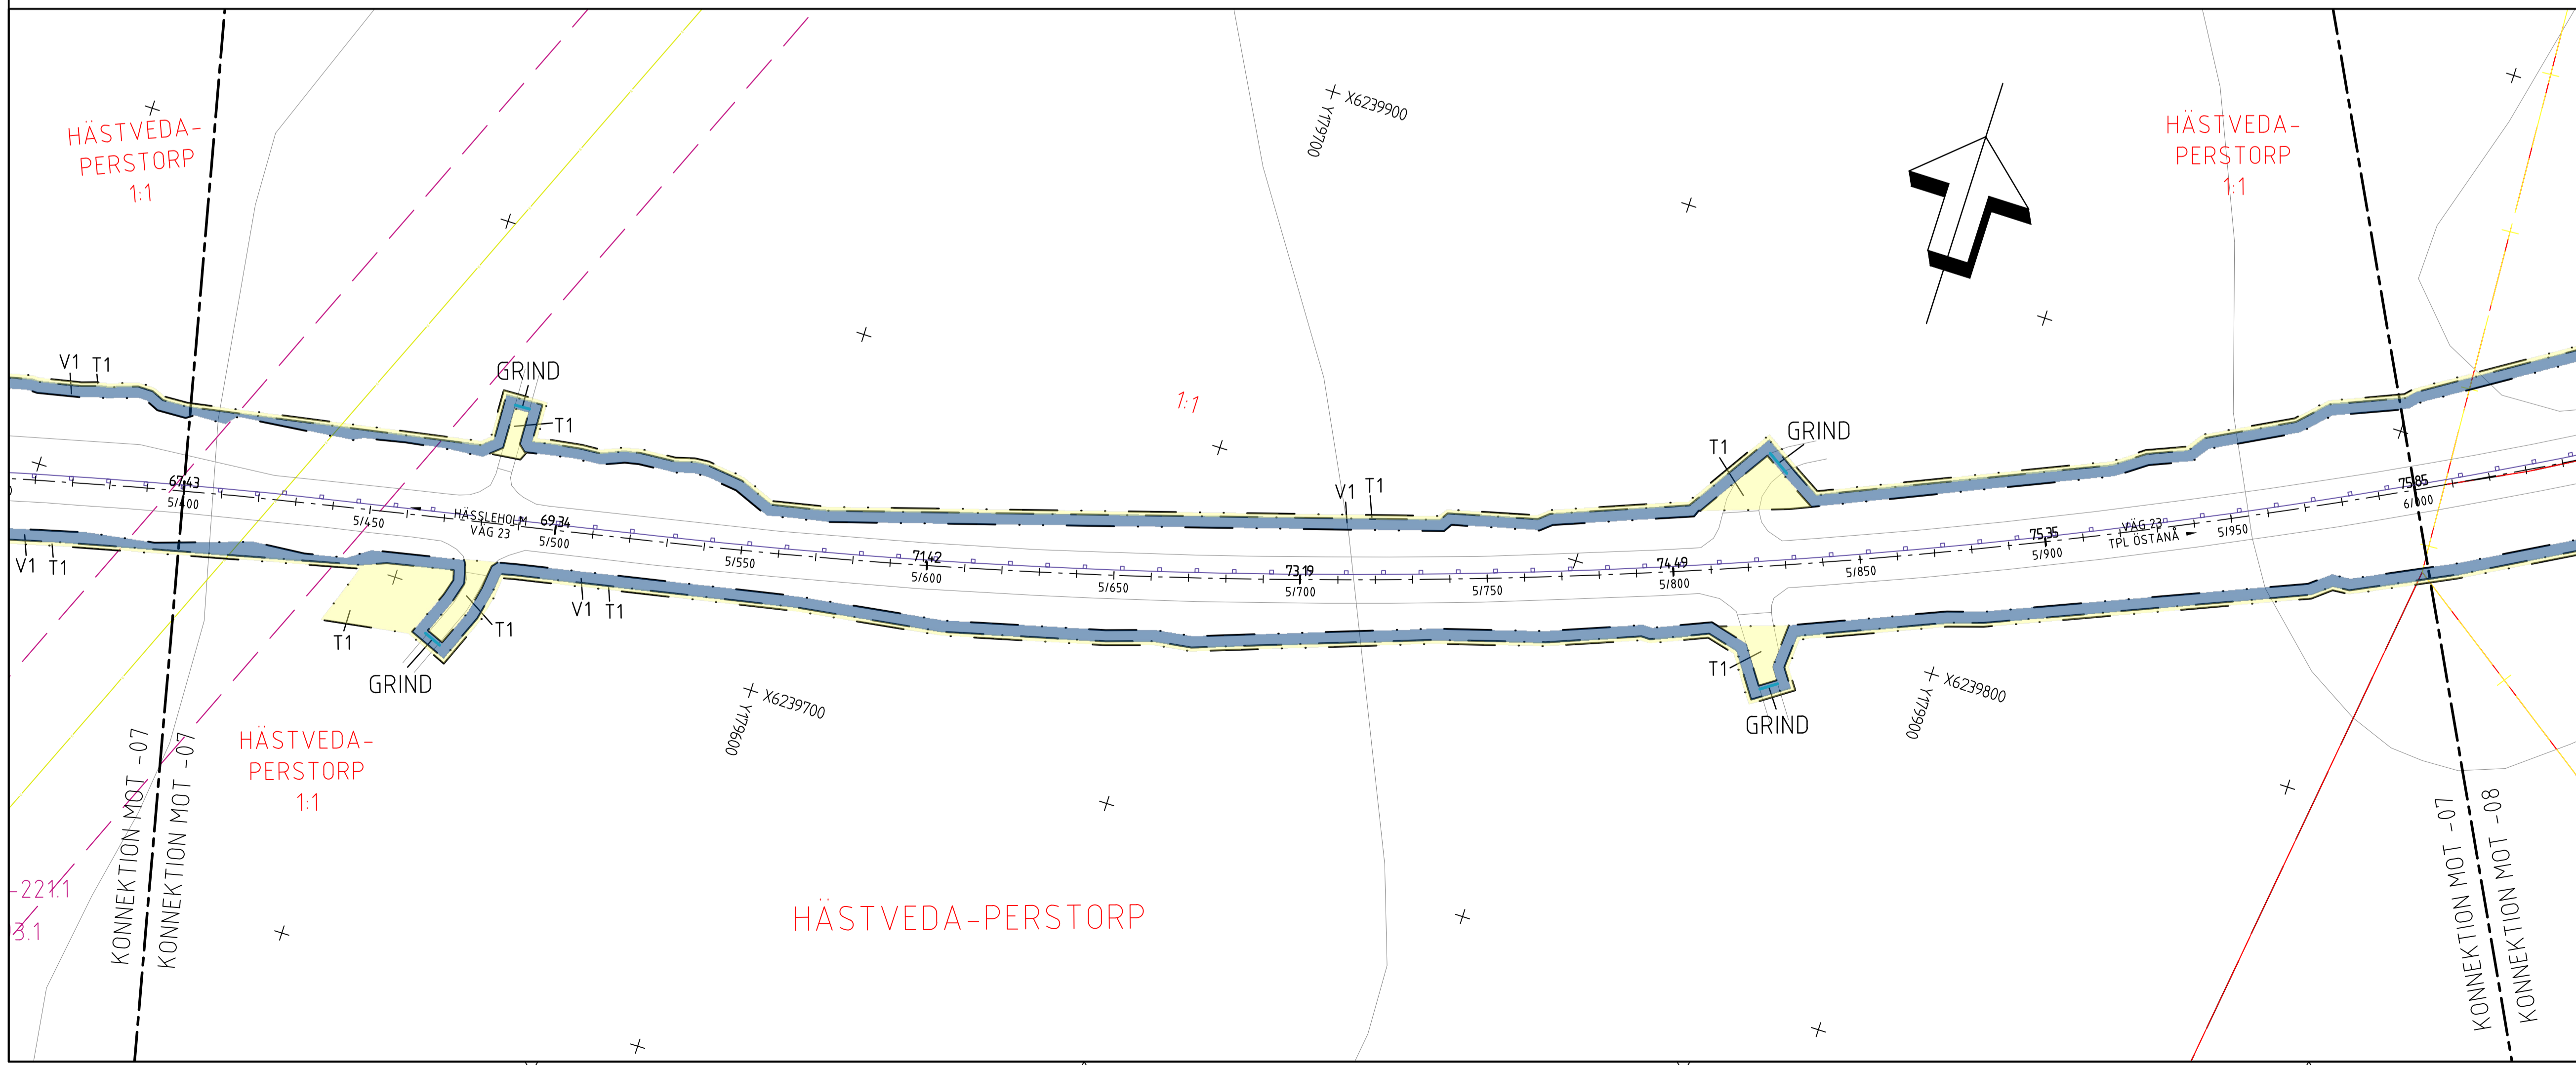 X6239900
Y179700
HÄSTVEDA-
PERSTORP
1:1
HÄSTVEDA-
PERSTORP
1:1
V1
T1
GRIND
T1
1:1
V1
T1
T1
GRIND
67,43
5/400
5/450
HÄSSLEHOLM
VÄG 23
69,34
5/500
5/550
71,42
5/600
5/650
73,19
5/700
5/750
74,49
5/800
5/850
75,35
5/900
VÄG 23
TPL ÖSTANÅ
5/950
75,85
6/000
V1
T1
T1
T1
GRIND
V1
T1
T1
GRIND
X6239700
Y179600
X6239800
Y179900
HÄSTVEDA-
PERSTORP
1:1
KONNEKTION MOT -07
KONNEKTION MOT -07
KONNEKTION MOT -07
KONNEKTION MOT -08
-221.1
3.1
HÄSTVEDA-PERSTORP